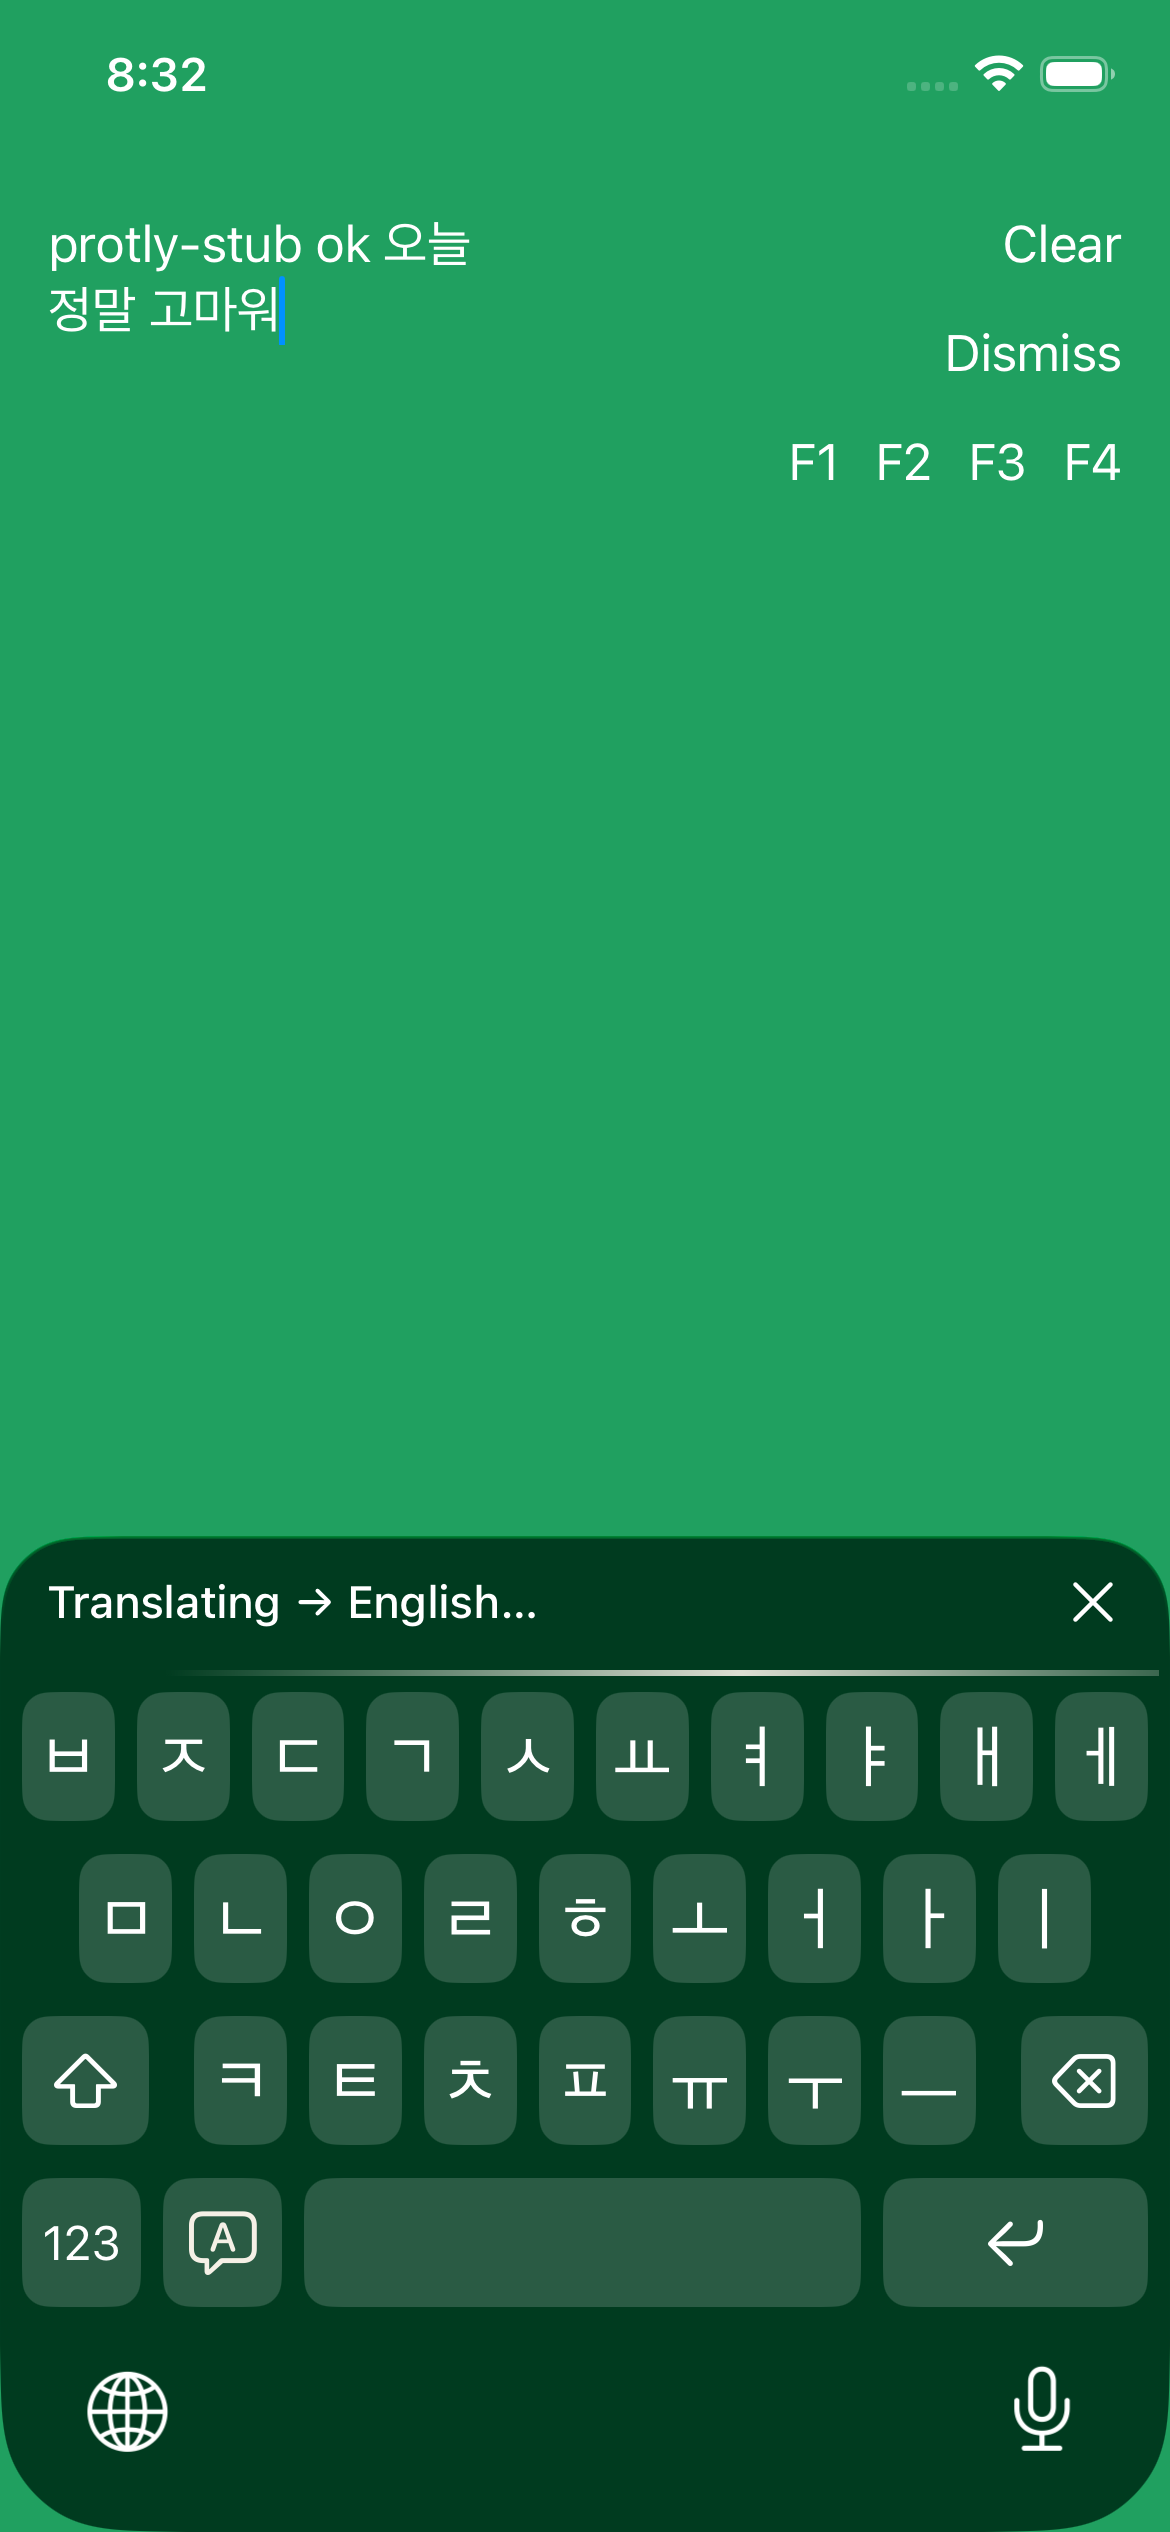 8:32
protly-stub ok 오늘
정말 고마워
Clear
Dismiss
F1 F2 F3 F4
Translating → English...
ㅂ ㅈ ㄷ ㄱ ㅅ ㅛ ㅕ ㅑ ㅐ ㅔ
ㅁ ㄴ ㅇ ㄹ ㅎ ㅗ ㅓ ㅏ ㅣ
ㅋ ㅌ ㅊ ㅍ ㅠ ㅜ ㅡ
123 A